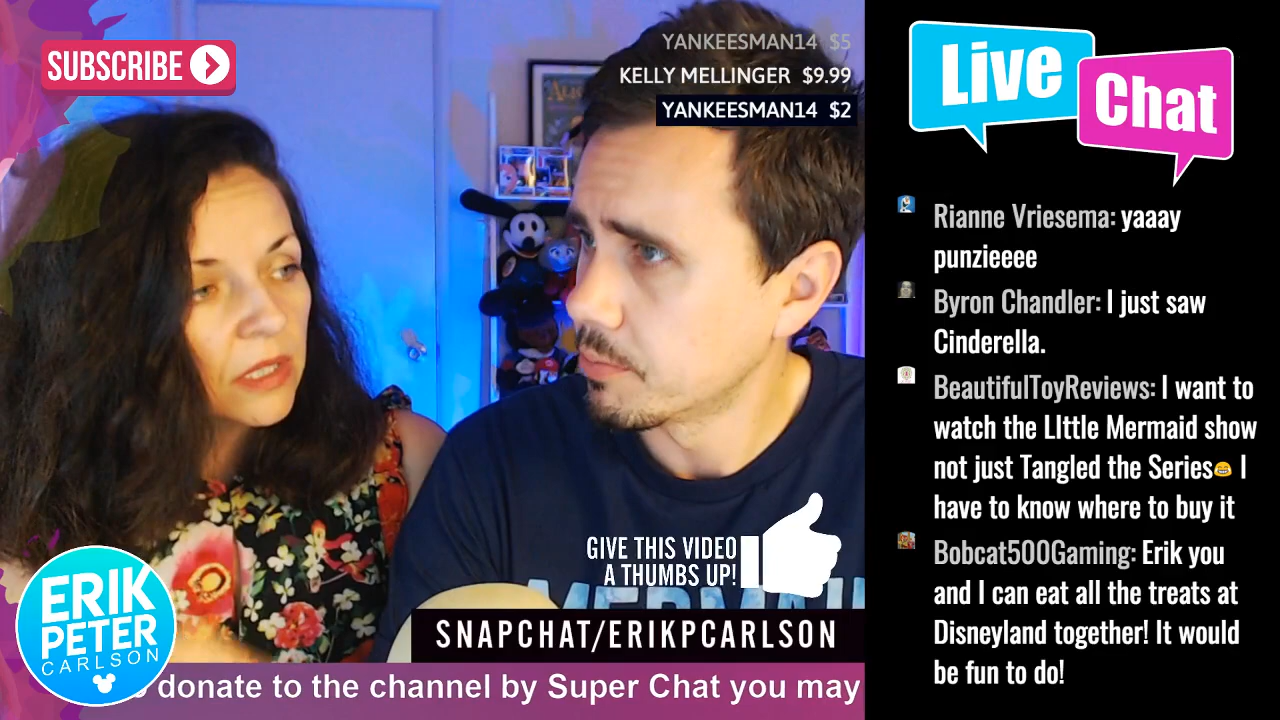 SUBSCRIBE
YANKEESMAN14 $5
KELLY MELLINGER $9.99
YANKEESMAN14 $2
Live
Chat
Rianne Vriesema: yaaay
punzieeee
Byron Chandler: I just saw
Cinderella.
BeautifulToyReviews: I want to
watch the LIttle Mermaid show
not just Tangled the Series😂 I
have to know where to buy it
Bobcat500Gaming: Erik you
and I can eat all the treats at
Disneyland together! It would
be fun to do!
GIVE THIS VIDEO
A THUMBS UP!
SNAPCHAT/ERIKPCARLSON
ERIK
PETER
CARLSON
donate to the channel by Super Chat you may